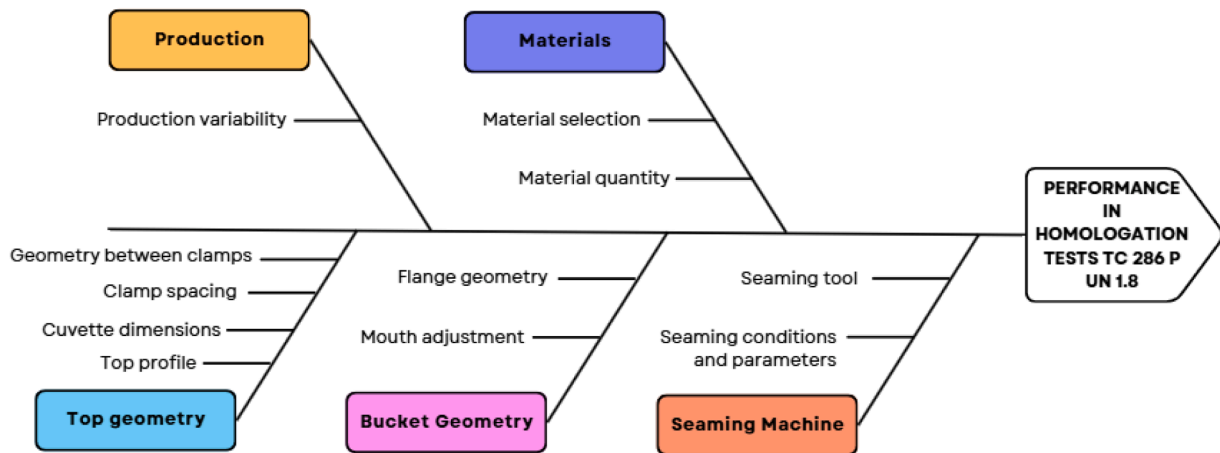 Production
Materials
Production variability
Material selection
Material quantity
PERFORMANCE
IN
HOMOLOGATION
TESTS TC 286 P
UN 1.8
Geometry between clamps
Clamp spacing
Cuvette dimensions
Top profile
Flange geometry
Mouth adjustment
Seaming tool
Seaming conditions
and parameters
Top geometry
Bucket Geometry
Seaming Machine